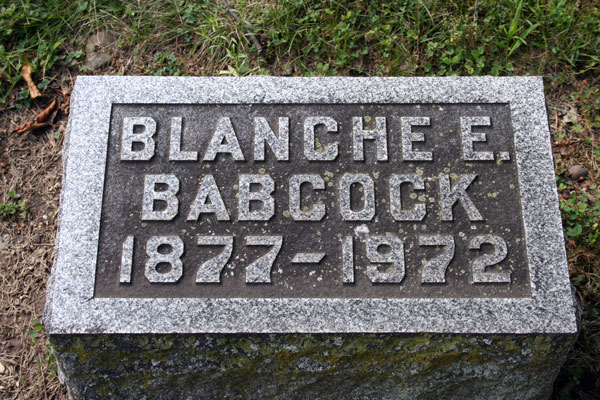 BLANCHE E.
BABCOCK
1877-1972